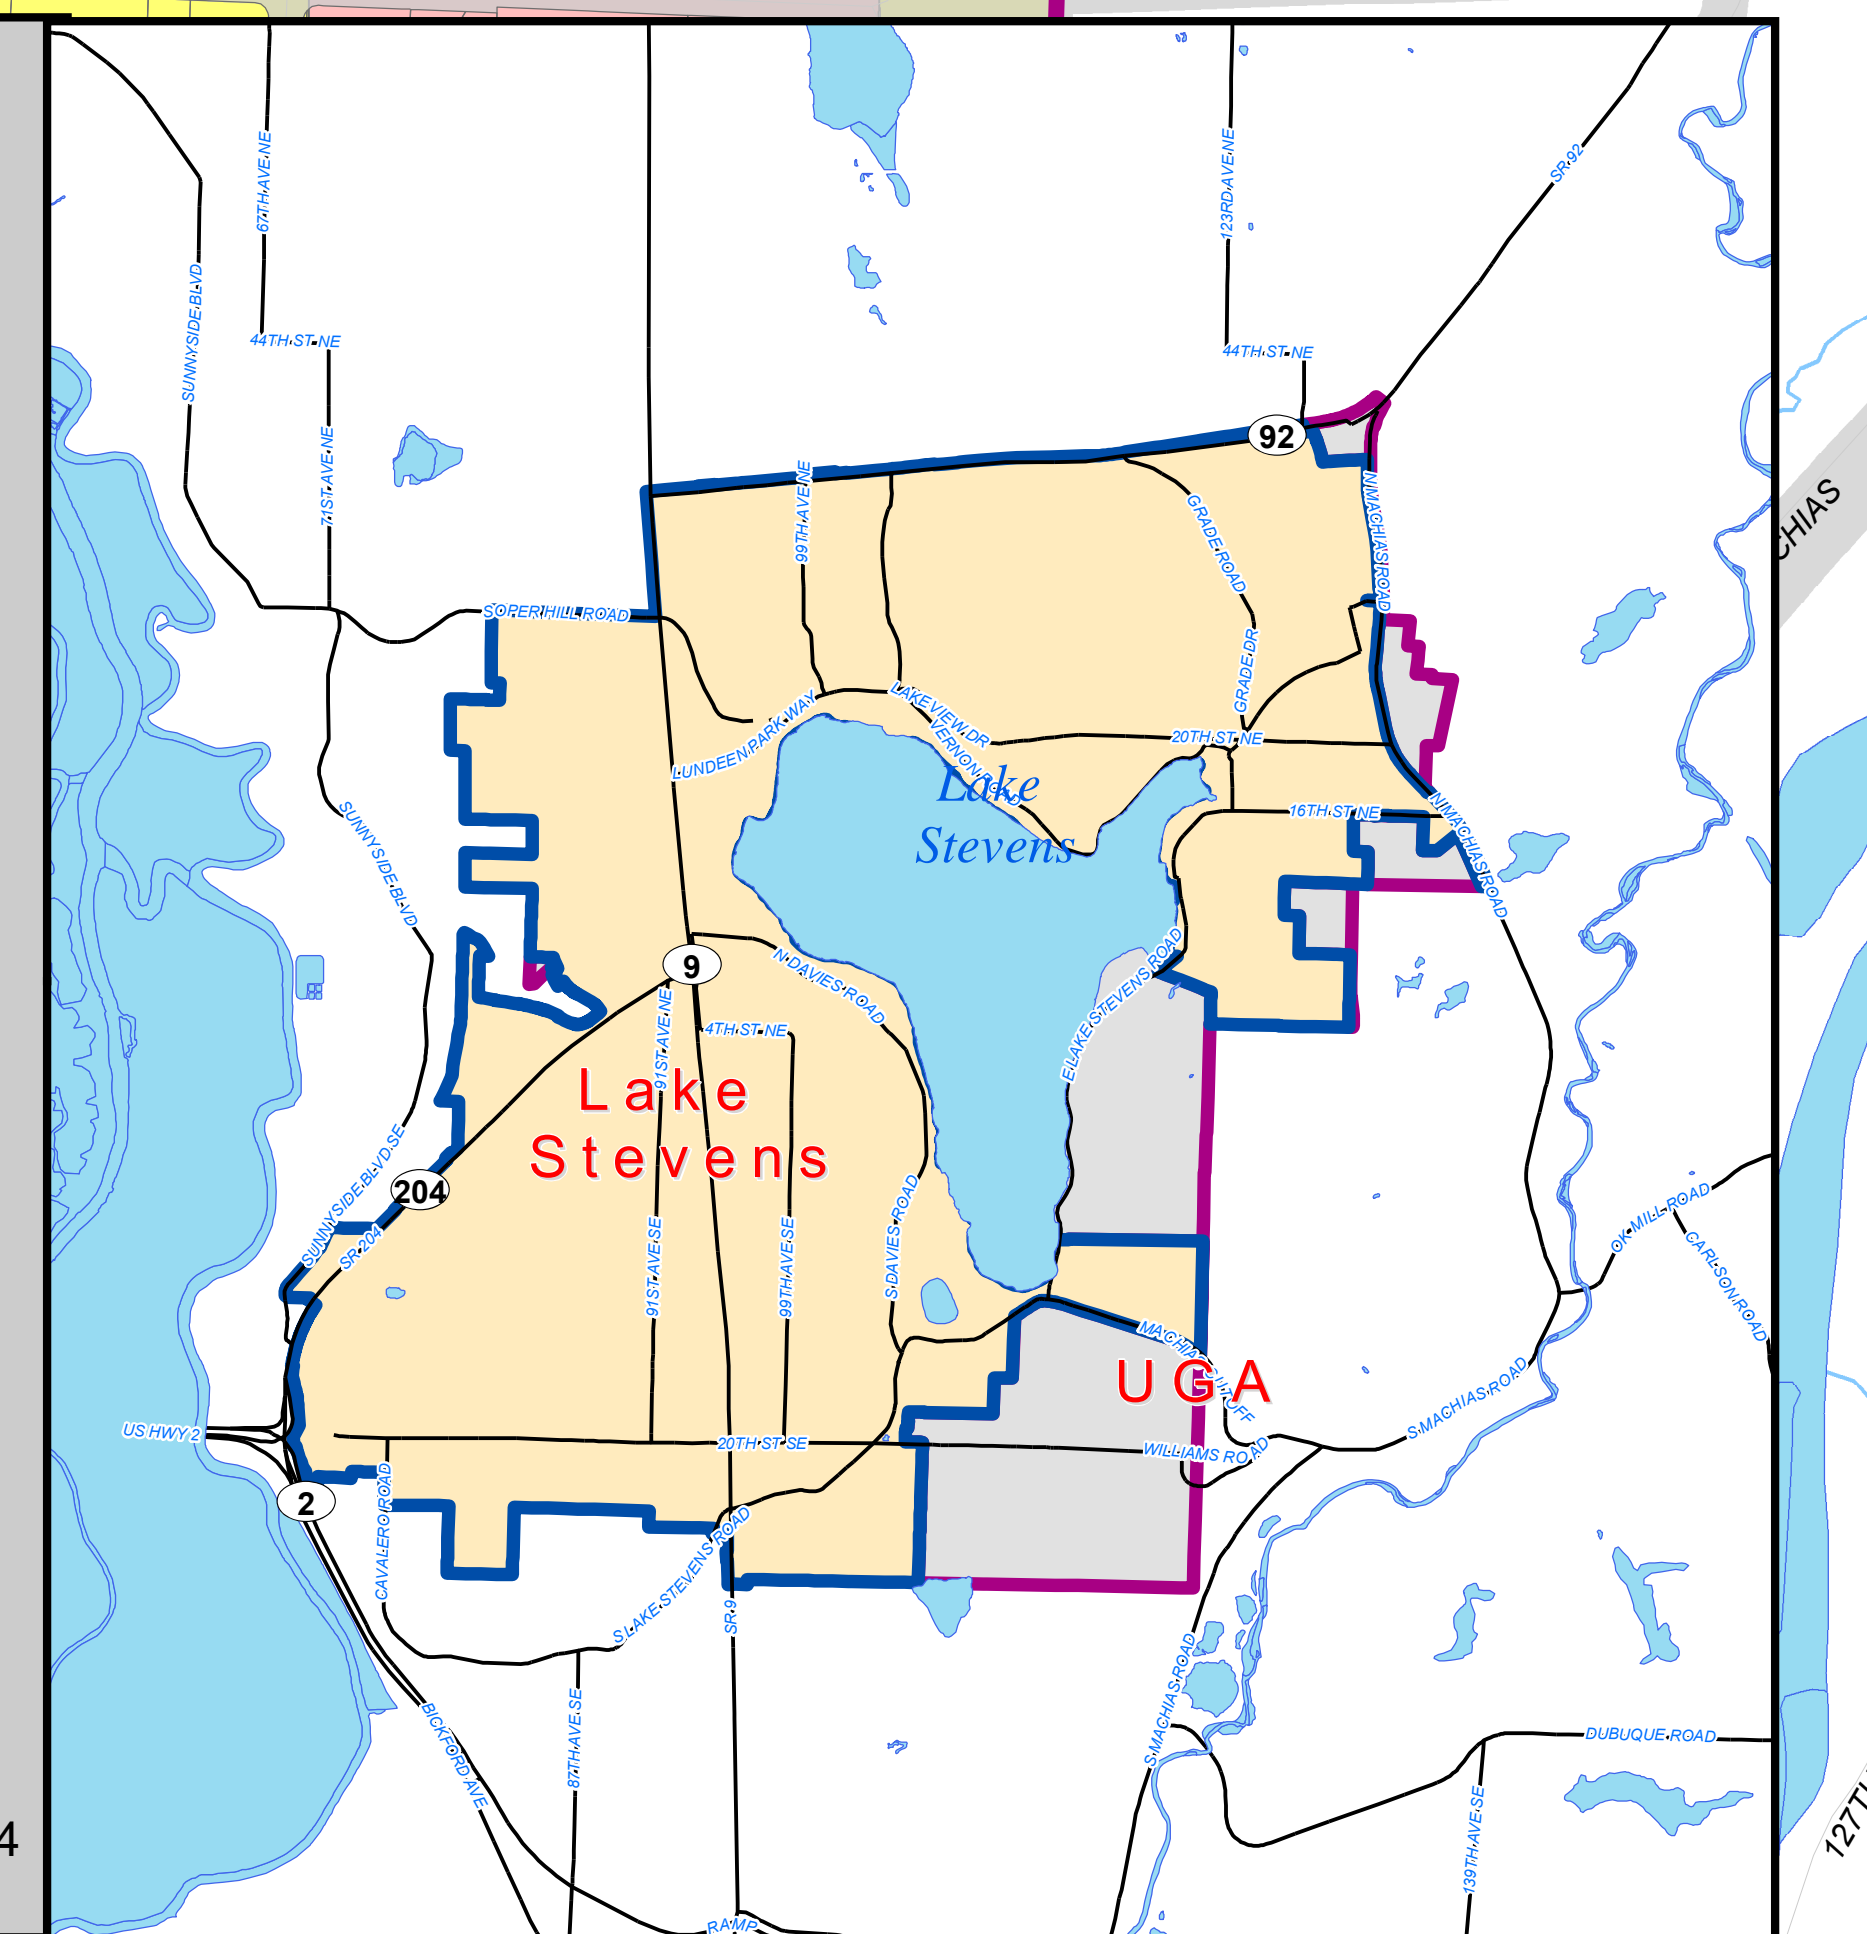 67TH AVE NE
123RD AVE NE
SR 92
SUNNYSIDE BLVD
44TH ST NE
44TH ST NE
92
71ST AVE NE
99TH AVE NE
GRADE ROAD
N MACHIAS ROAD
CHIAS
SOPER HILL ROAD
GRADE DR
LAKEVIEW DR
LUNDEEN PARK WAY
VERNON ROAD
20TH ST NE
Lake
Stevens
16TH ST NE
N MACHIAS ROAD
SUNNYSIDE BLVD
9
N DAVIES ROAD
E LAKE STEVENS ROAD
91ST AVE NE
4TH ST NE
Lake
Stevens
SUNNYSIDE BLVD SE
204
SR 204
S DAVIES ROAD
91ST AVE SE
99TH AVE SE
OK MILL ROAD
CARLSON ROAD
MACHIAS CUTOFF
UGA
S MACHIAS ROAD
US HWY 2
20TH ST SE
WILLIAMS ROAD
2
CAVALERO ROAD
S LAKE STEVENS ROAD
SR 9
S MACHIAS ROAD
BICKFORD AVE
87TH AVE SE
DUBUQUE ROAD
139TH AVE SE
127TH
4
RAMP